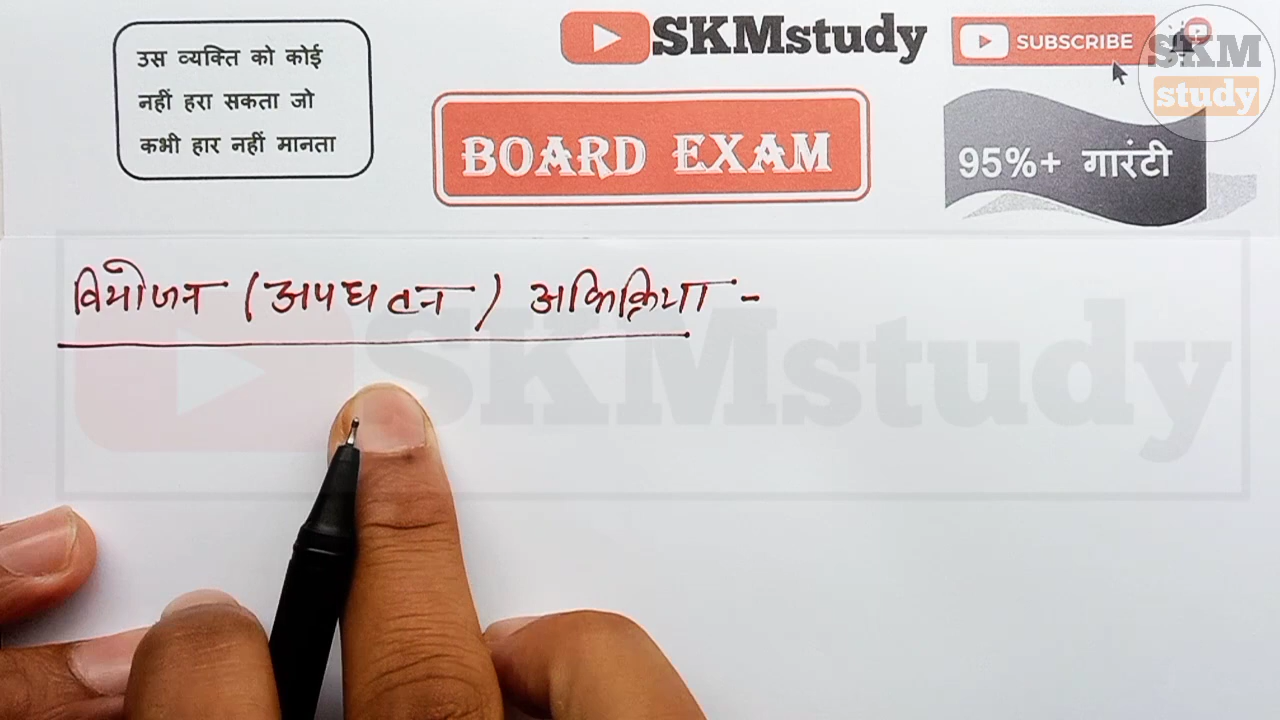 उस व्यक्ति को कोई
नहीं हरा सकता जो
कभी हार नहीं मानता
SKMstudy
SUBSCRIBE
SKM
study
BOARD EXAM
95%+ गारंटी
वियोजन (अपघटन) अभिक्रिया -
SKMstudy